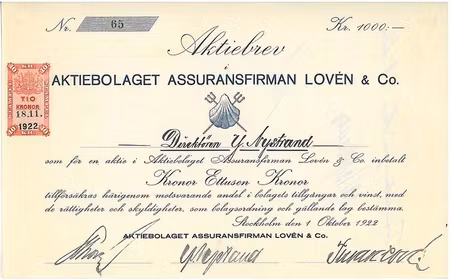 Nr. 65 Kr. 1000:-
Aktiebrev
i
AKTIEBOLAGET ASSURANSFIRMAN LOVÉN & Co.
TIO
KRONOR
18.11.
1922
Direktören Y. Nystrand
som för en aktie i Aktiebolaget Assuransfirman Lovén & Co. inbetalt
Kronor Ettusen Kronor
tillförsäkras härigenom motsvarande andel i bolagets tillgångar och vinst, med
de rättigheter och skyldigheter, som bolagsordning och gällande lag bestämma.
Stockholm den 1 Oktober 1922
AKTIEBOLAGET ASSURANSFIRMAN LOVÉN & Co.
Y Nystrand